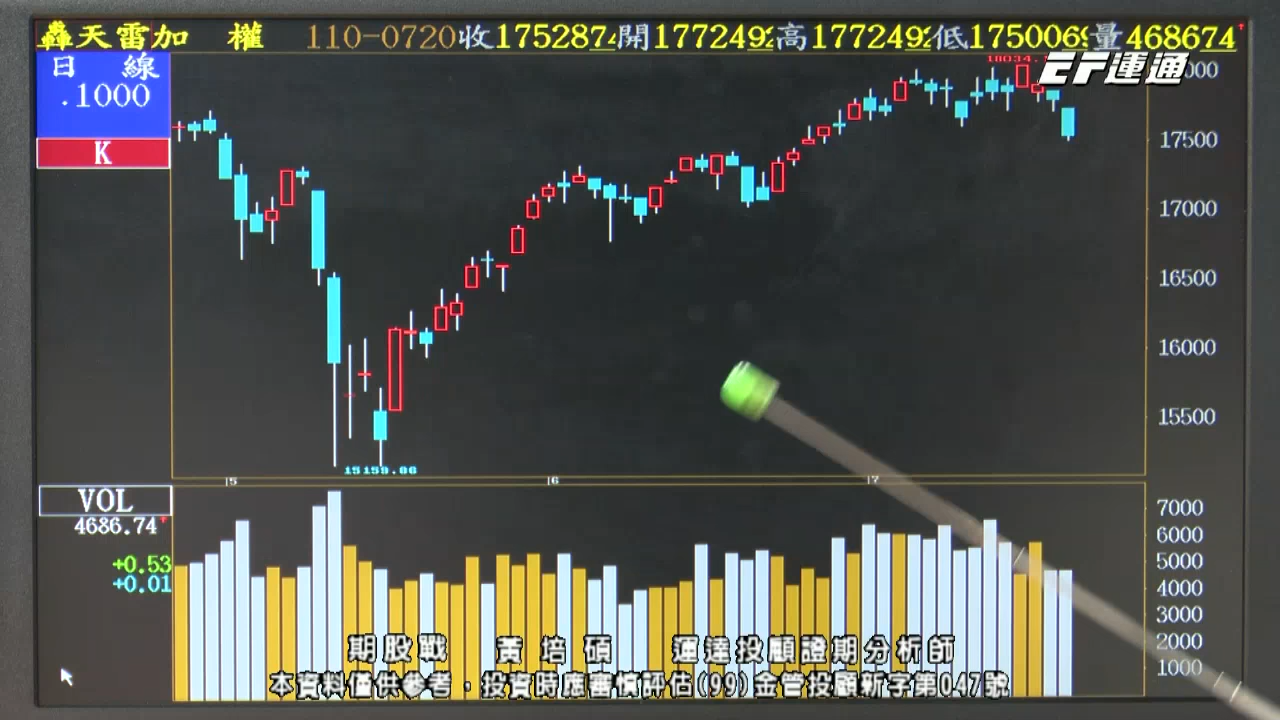 轟天雷加 權 110-0720收1752874開1772492高1772492低1750069量468674
日 線
.1000
K
18034.
EF運通
000
17500
17000
16500
16000
15500
15159.86
5 6 7
VOL
4686.74
+0.53
+0.01
7000
6000
5000
4000
3000
2000
1000
期股戰 黃培碩 運達投顧證期分析師
本資料僅供參考，投資時應審慎評估(99)金管投顧新字第047號